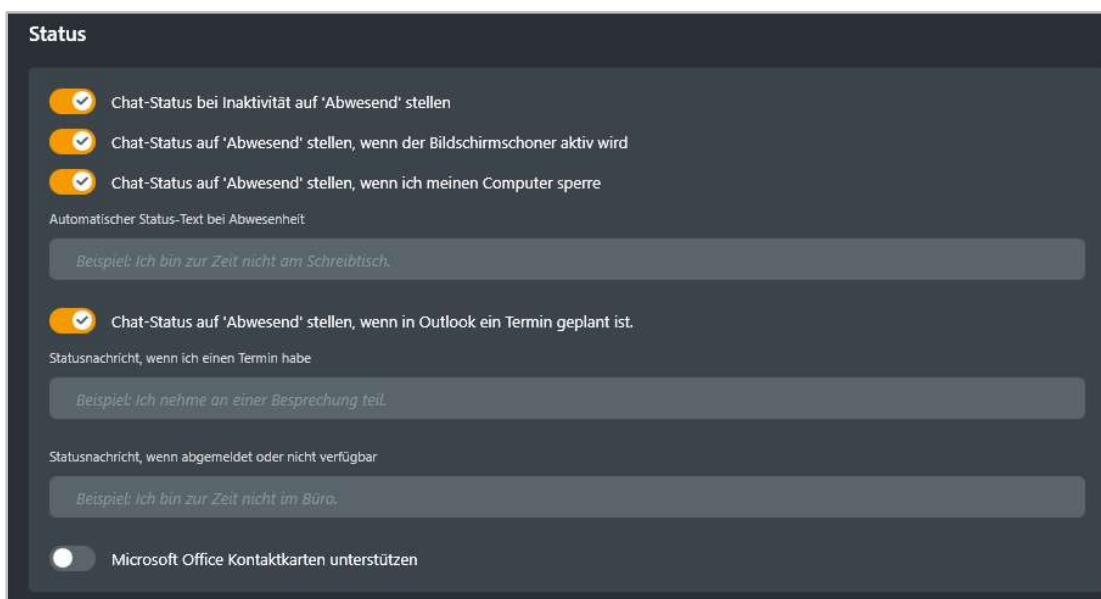 Status
Chat-Status bei Inaktivität auf 'Abwesend' stellen
Chat-Status auf 'Abwesend' stellen, wenn der Bildschirmschoner aktiv wird
Chat-Status auf 'Abwesend' stellen, wenn ich meinen Computer sperre
Automatischer Status-Text bei Abwesenheit
Beispiel: Ich bin zur Zeit nicht am Schreibtisch.
Chat-Status auf 'Abwesend' stellen, wenn in Outlook ein Termin geplant ist.
Statusnachricht, wenn ich einen Termin habe
Beispiel: Ich nehme an einer Besprechung teil.
Statusnachricht, wenn abgemeldet oder nicht verfügbar
Beispiel: Ich bin zur Zeit nicht im Büro.
Microsoft Office Kontaktkarten unterstützen